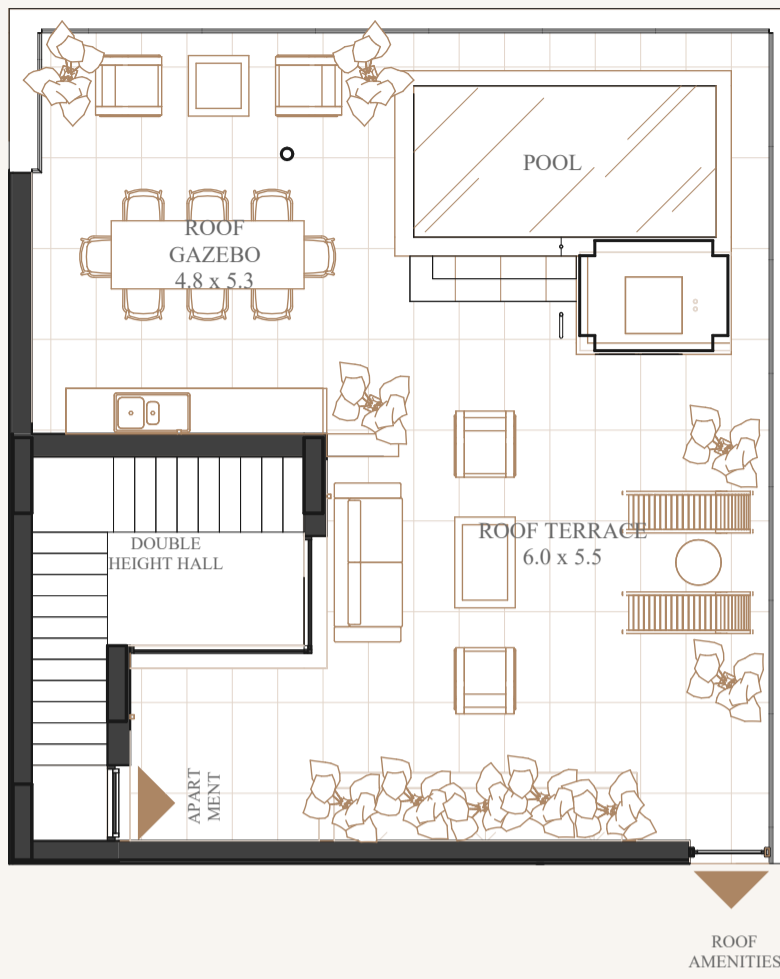 POOL
ROOF
GAZEBO
4.8 x 5.3
ROOF TERRACE
6.0 x 5.5
DOUBLE
HEIGHT HALL
APART
MENT
ROOF
AMENITIES